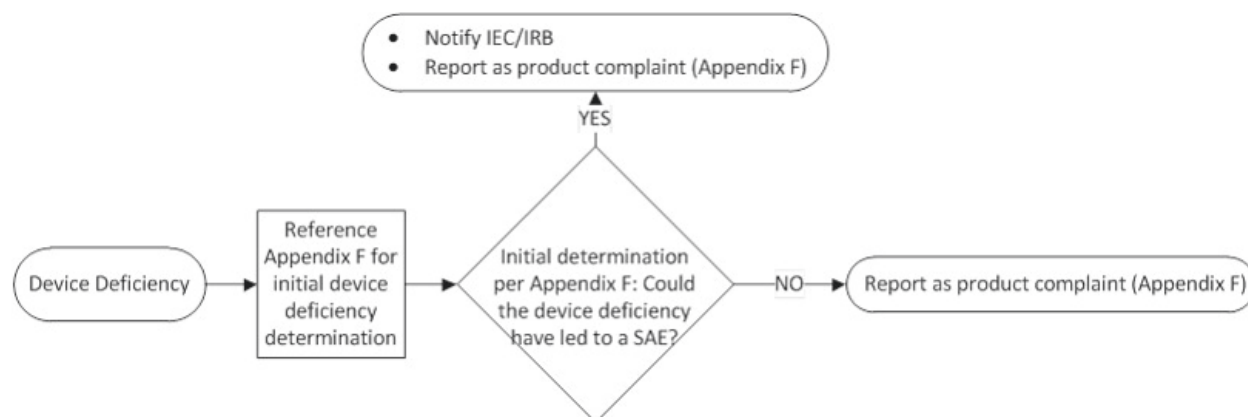 • Notify IEC/IRB
• Report as product complaint (Appendix F)
YES
Device Deficiency
Reference
Appendix F for
initial device
deficiency
determination
Initial determination
per Appendix F: Could
the device deficiency
have led to a SAE?
NO
Report as product complaint (Appendix F)